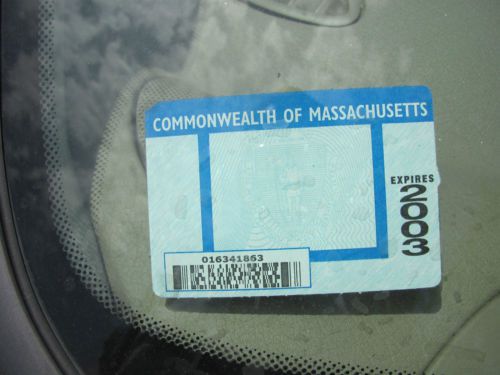 COMMONWEALTH OF MASSACHUSETTS
EXPIRES
2003
016341863